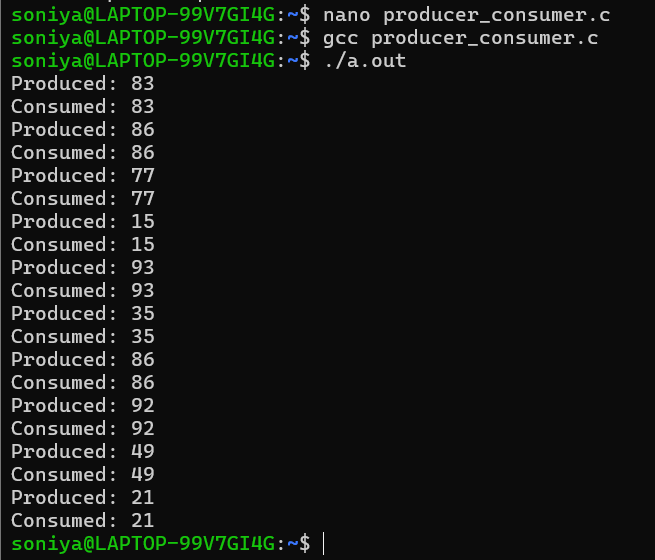 soniya@LAPTOP-99V7GI4G:~$ nano producer_consumer.c
soniya@LAPTOP-99V7GI4G:~$ gcc producer_consumer.c
soniya@LAPTOP-99V7GI4G:~$ ./a.out
Produced: 83
Consumed: 83
Produced: 86
Consumed: 86
Produced: 77
Consumed: 77
Produced: 15
Consumed: 15
Produced: 93
Consumed: 93
Produced: 35
Consumed: 35
Produced: 86
Consumed: 86
Produced: 92
Consumed: 92
Produced: 49
Consumed: 49
Produced: 21
Consumed: 21
soniya@LAPTOP-99V7GI4G:~$